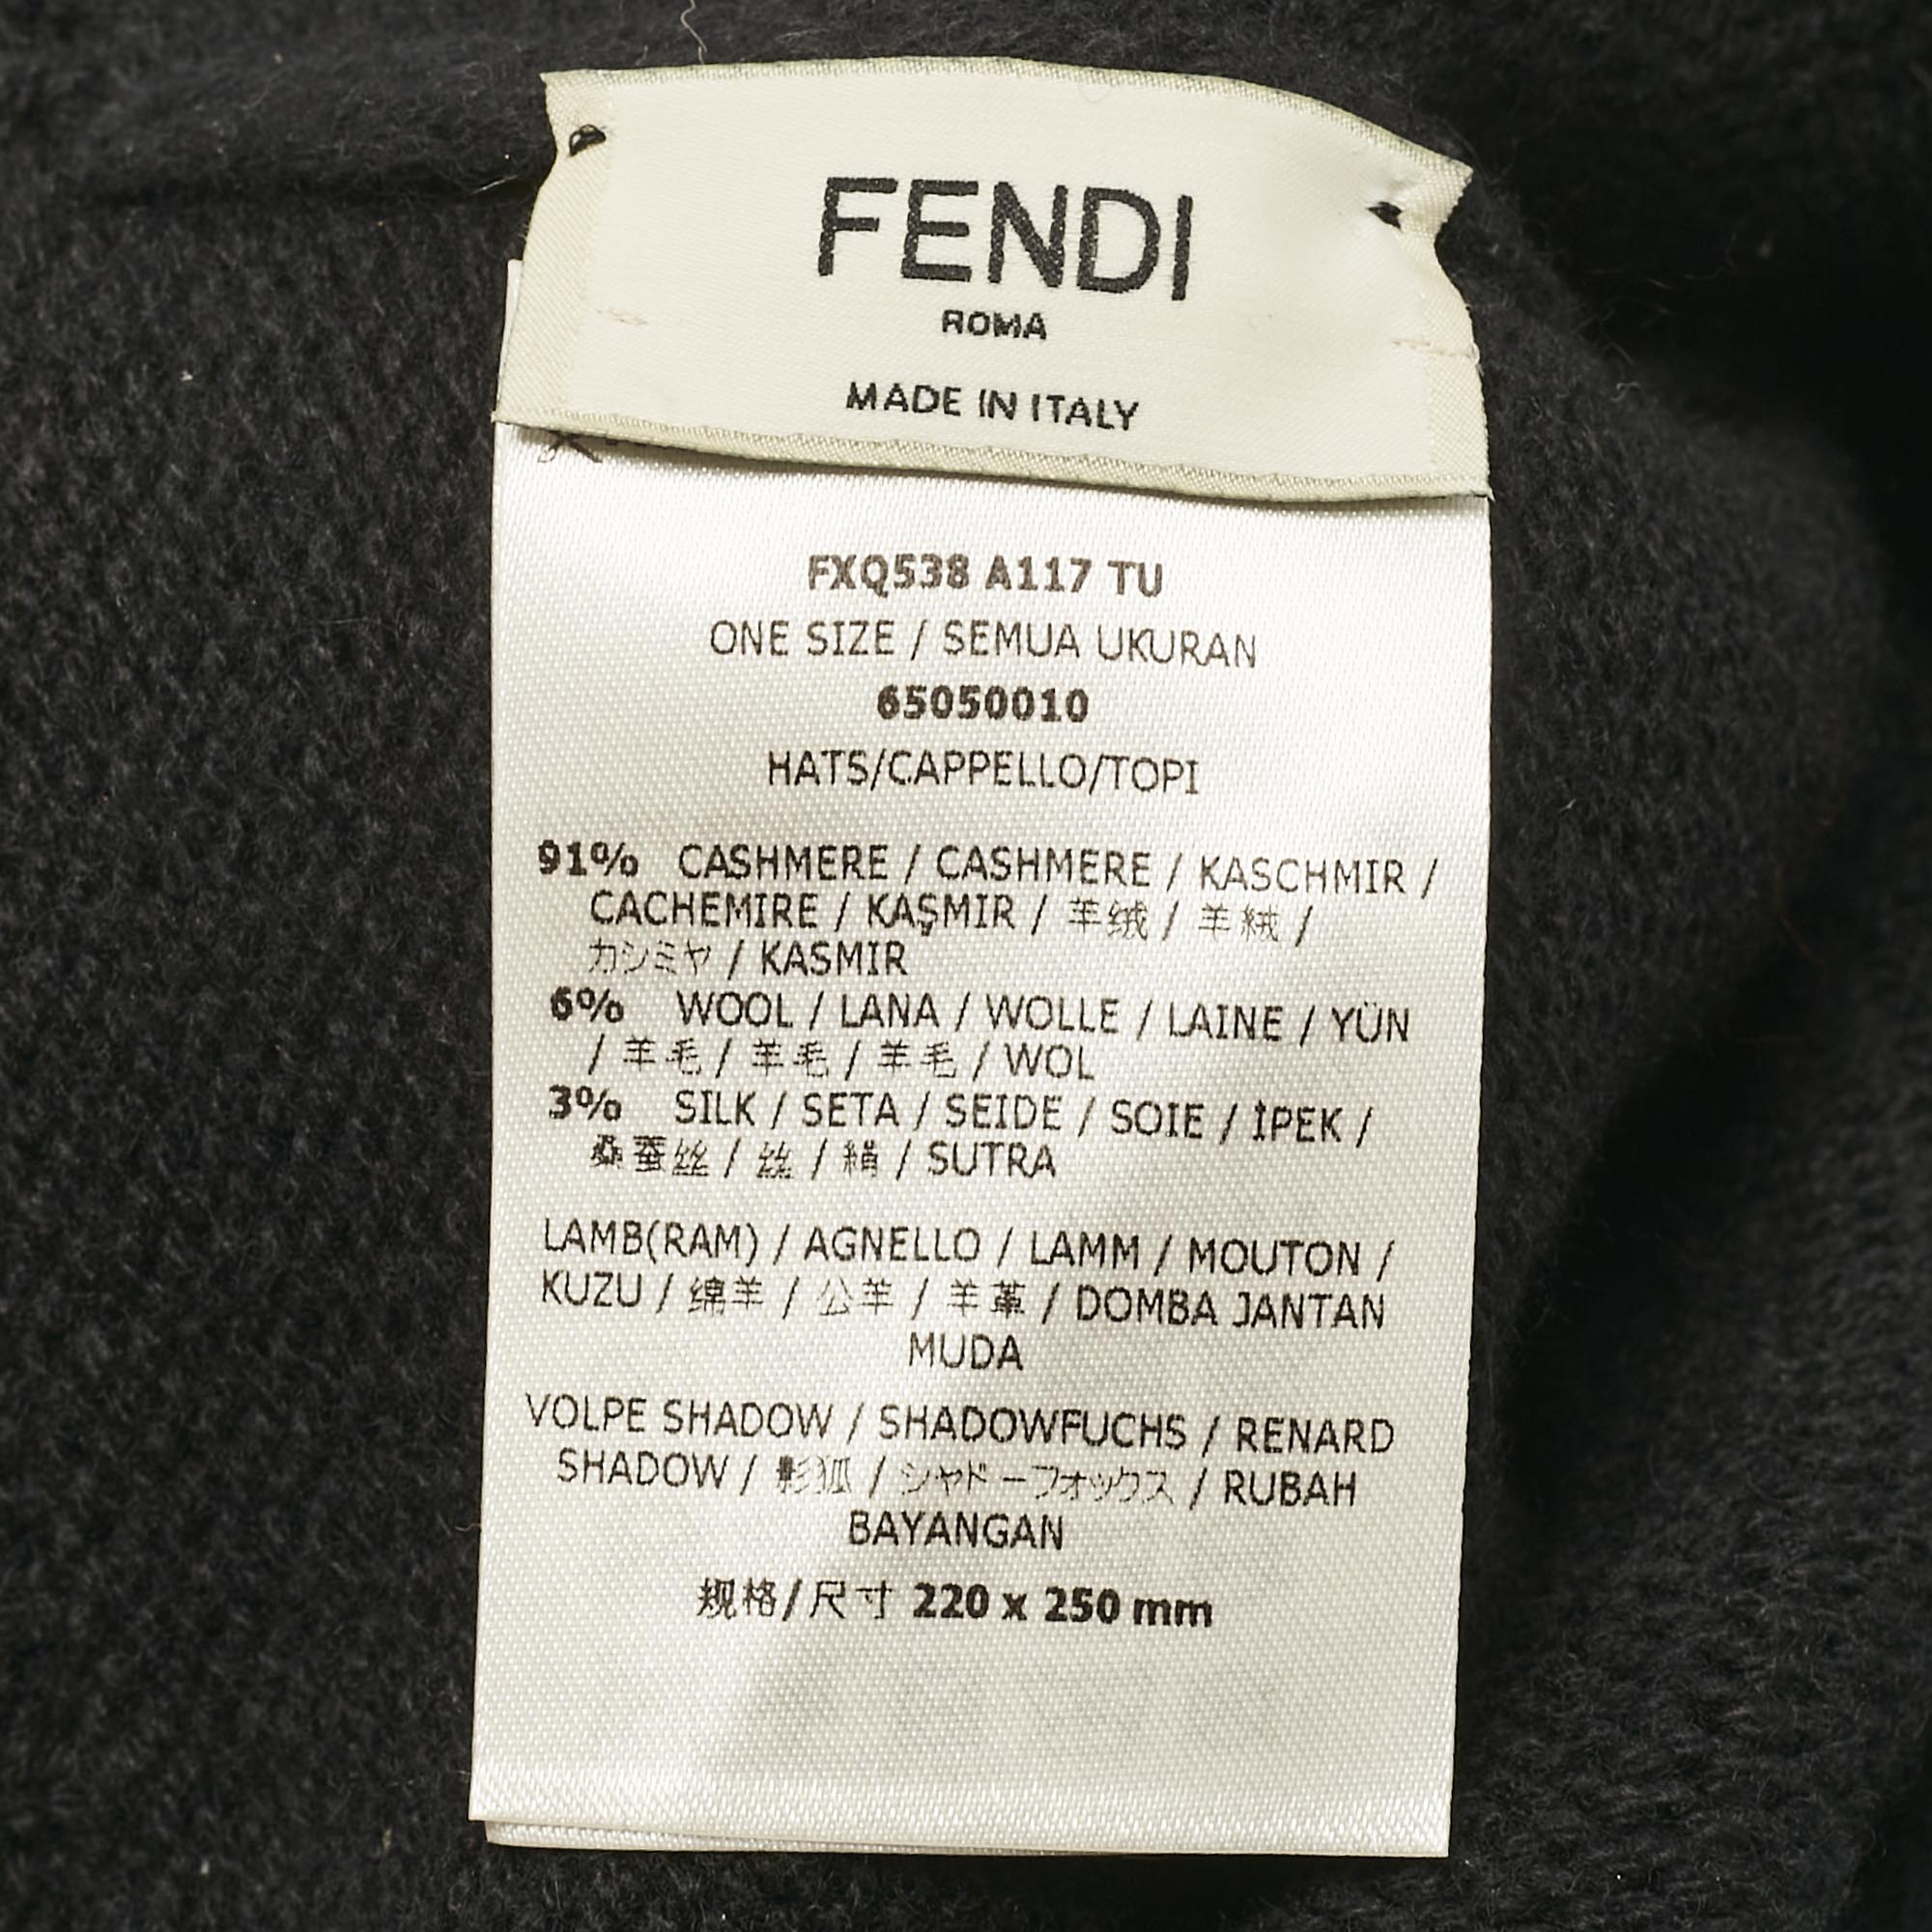 FENDI
ROMA
MADE IN ITALY
FXQ538 A117 TU
ONE SIZE / SEMUA UKURAN
65050010
HATS/CAPPELLO/TOPI
91% CASHMERE / CASHMERE / KASCHMIR /
CACHEMIRE / KAŞMIR / 羊绒 / 羊絨 /
カシミヤ / KASMIR
6% WOOL / LANA / WOLLE / LAINE / YÜN
/ 羊毛 / 羊毛 / 羊毛 / WOL
3% SILK / SETA / SEIDE / SOIE / İPEK /
桑蚕丝 / 丝 / 絹 / SUTRA
LAMB(RAM) / AGNELLO / LAMM / MOUTON /
KUZU / 绵羊 / 公羊 / 羊革 / DOMBA JANTAN
MUDA
VOLPE SHADOW / SHADOWFUCHS / RENARD
SHADOW / 影狐 / シャドーフォックス / RUBAH
BAYANGAN
规格/尺寸 220 x 250 mm